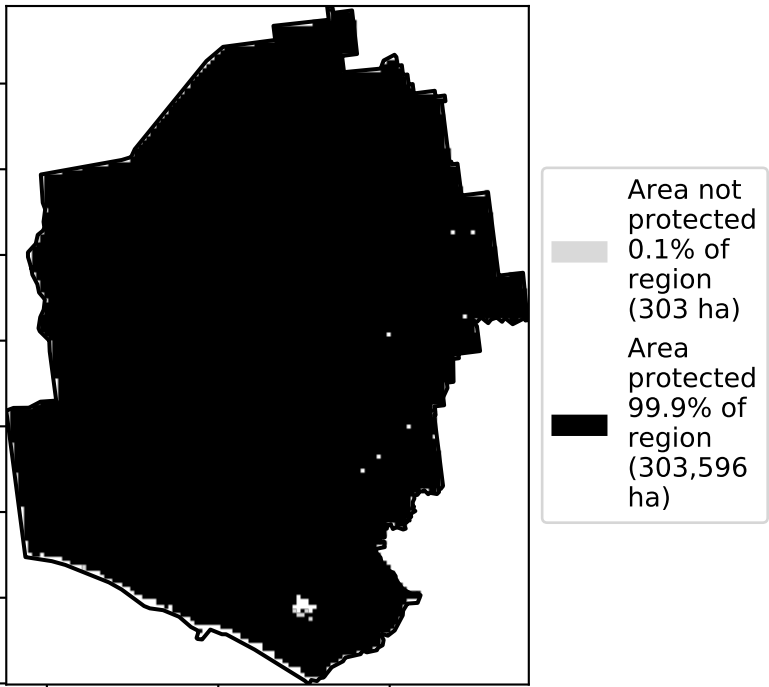 Area not
protected
0.1% of
region
(303 ha)
Area
protected
99.9% of
region
(303,596
ha)